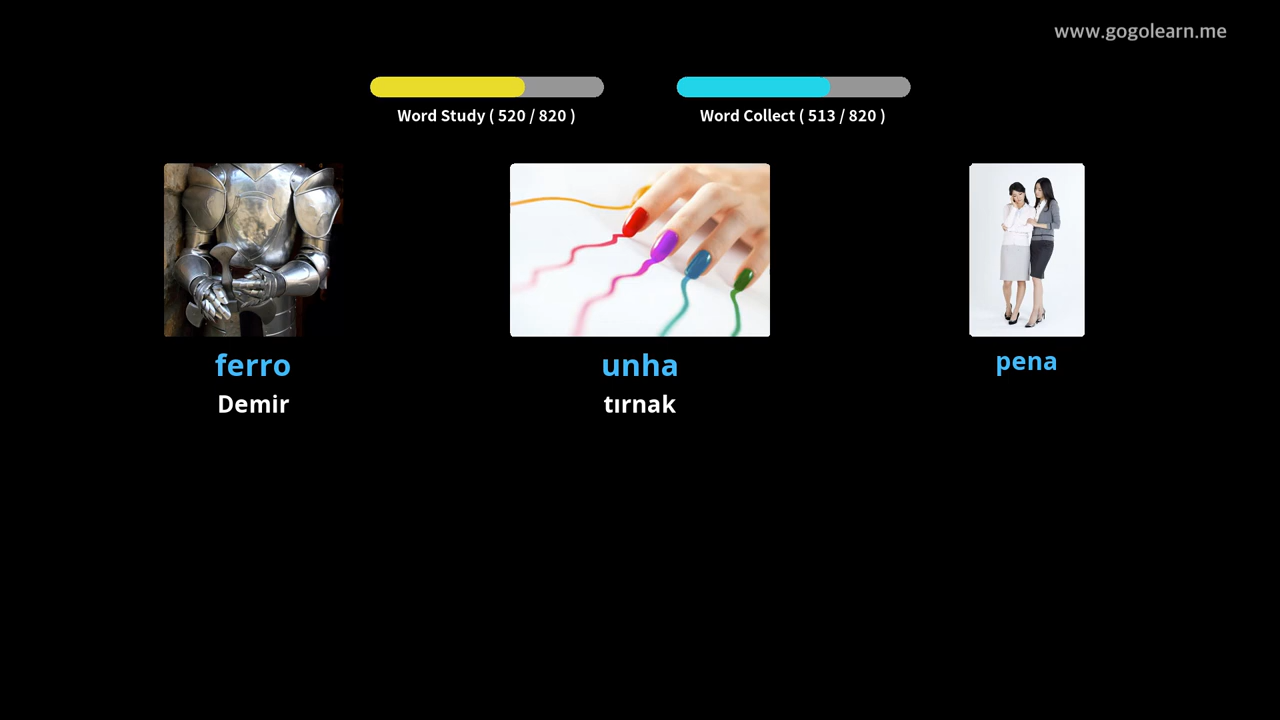 www.gogolearn.me
Word Study ( 520 / 820 )
Word Collect ( 513 / 820 )
ferro
Demir
unha
tırnak
pena